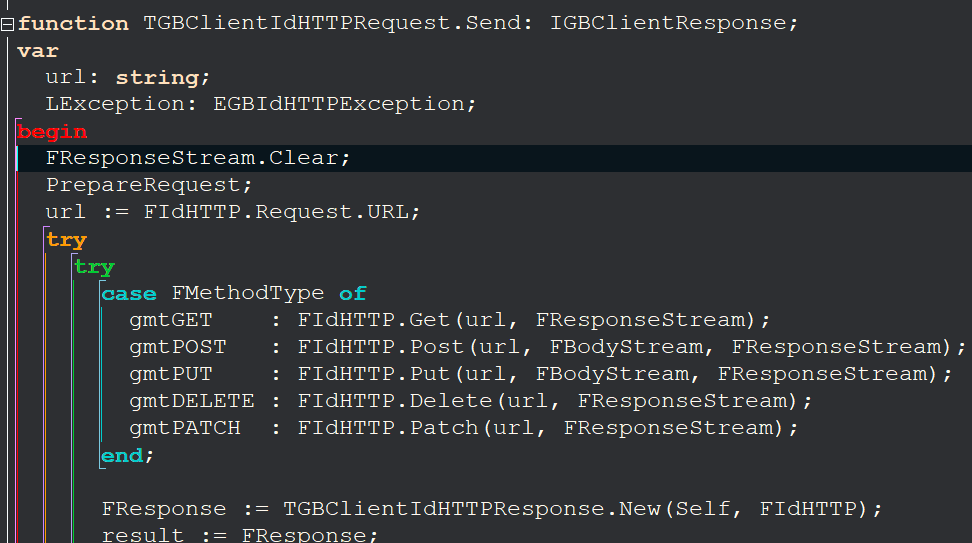 function TGBClientIdHTTPRequest.Send: IGBClientResponse;
var
  url: string;
  LException: EGBIdHTTPException;
begin
  FResponseStream.Clear;
  PrepareRequest;
  url := FIdHTTP.Request.URL;
  try
    try
      case FMethodType of
        gmtGET    : FIdHTTP.Get(url, FResponseStream);
        gmtPOST   : FIdHTTP.Post(url, FBodyStream, FResponseStream);
        gmtPUT    : FIdHTTP.Put(url, FBodyStream, FResponseStream);
        gmtDELETE : FIdHTTP.Delete(url, FResponseStream);
        gmtPATCH  : FIdHTTP.Patch(url, FResponseStream);
      end;
      FResponse := TGBClientIdHTTPResponse.New(Self, FIdHTTP);
      result := FResponse;